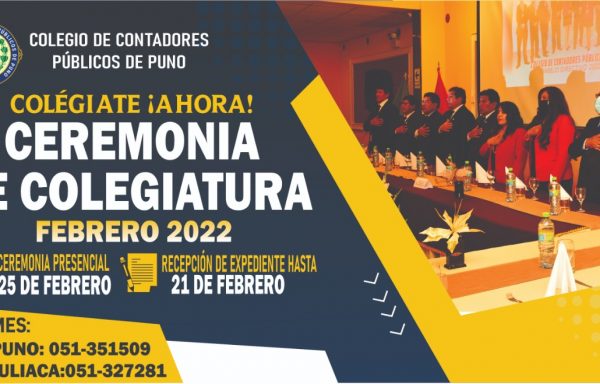 COLEGIO DE CONTADORES
PÚBLICOS DE PUNO
COLÉGIATE ¡AHORA!
CEREMONIA
E COLEGIATURA
FEBRERO 2022
CEREMONIA PRESENCIAL
25 DE FEBRERO
RECEPCIÓN DE EXPEDIENTE HASTA
21 DE FEBRERO
MES:
PUNO: 051-351509
ULIACA:051-327281